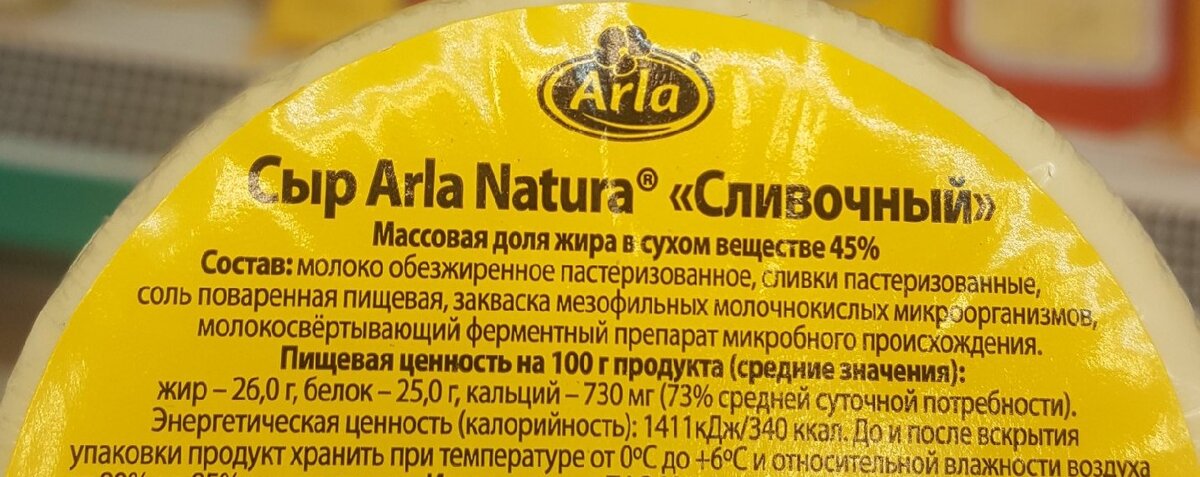 Arla®
Сыр Arla Natura® «Сливочный»
Массовая доля жира в сухом веществе 45%
Состав: молоко обезжиренное пастеризованное, сливки пастеризованные,
соль поваренная пищевая, закваска мезофильных молочнокислых микроорганизмов,
молокосвёртывающий ферментный препарат микробного происхождения.
Пищевая ценность на 100 г продукта (средние значения):
жир – 26,0 г, белок – 25,0 г, кальций – 730 мг (73% средней суточной потребности).
Энергетическая ценность (калорийность): 1411кДж/340 ккал. До и после вскрытия
упаковки продукт хранить при температуре от 0ºС до +6ºС и относительной влажности воздуха